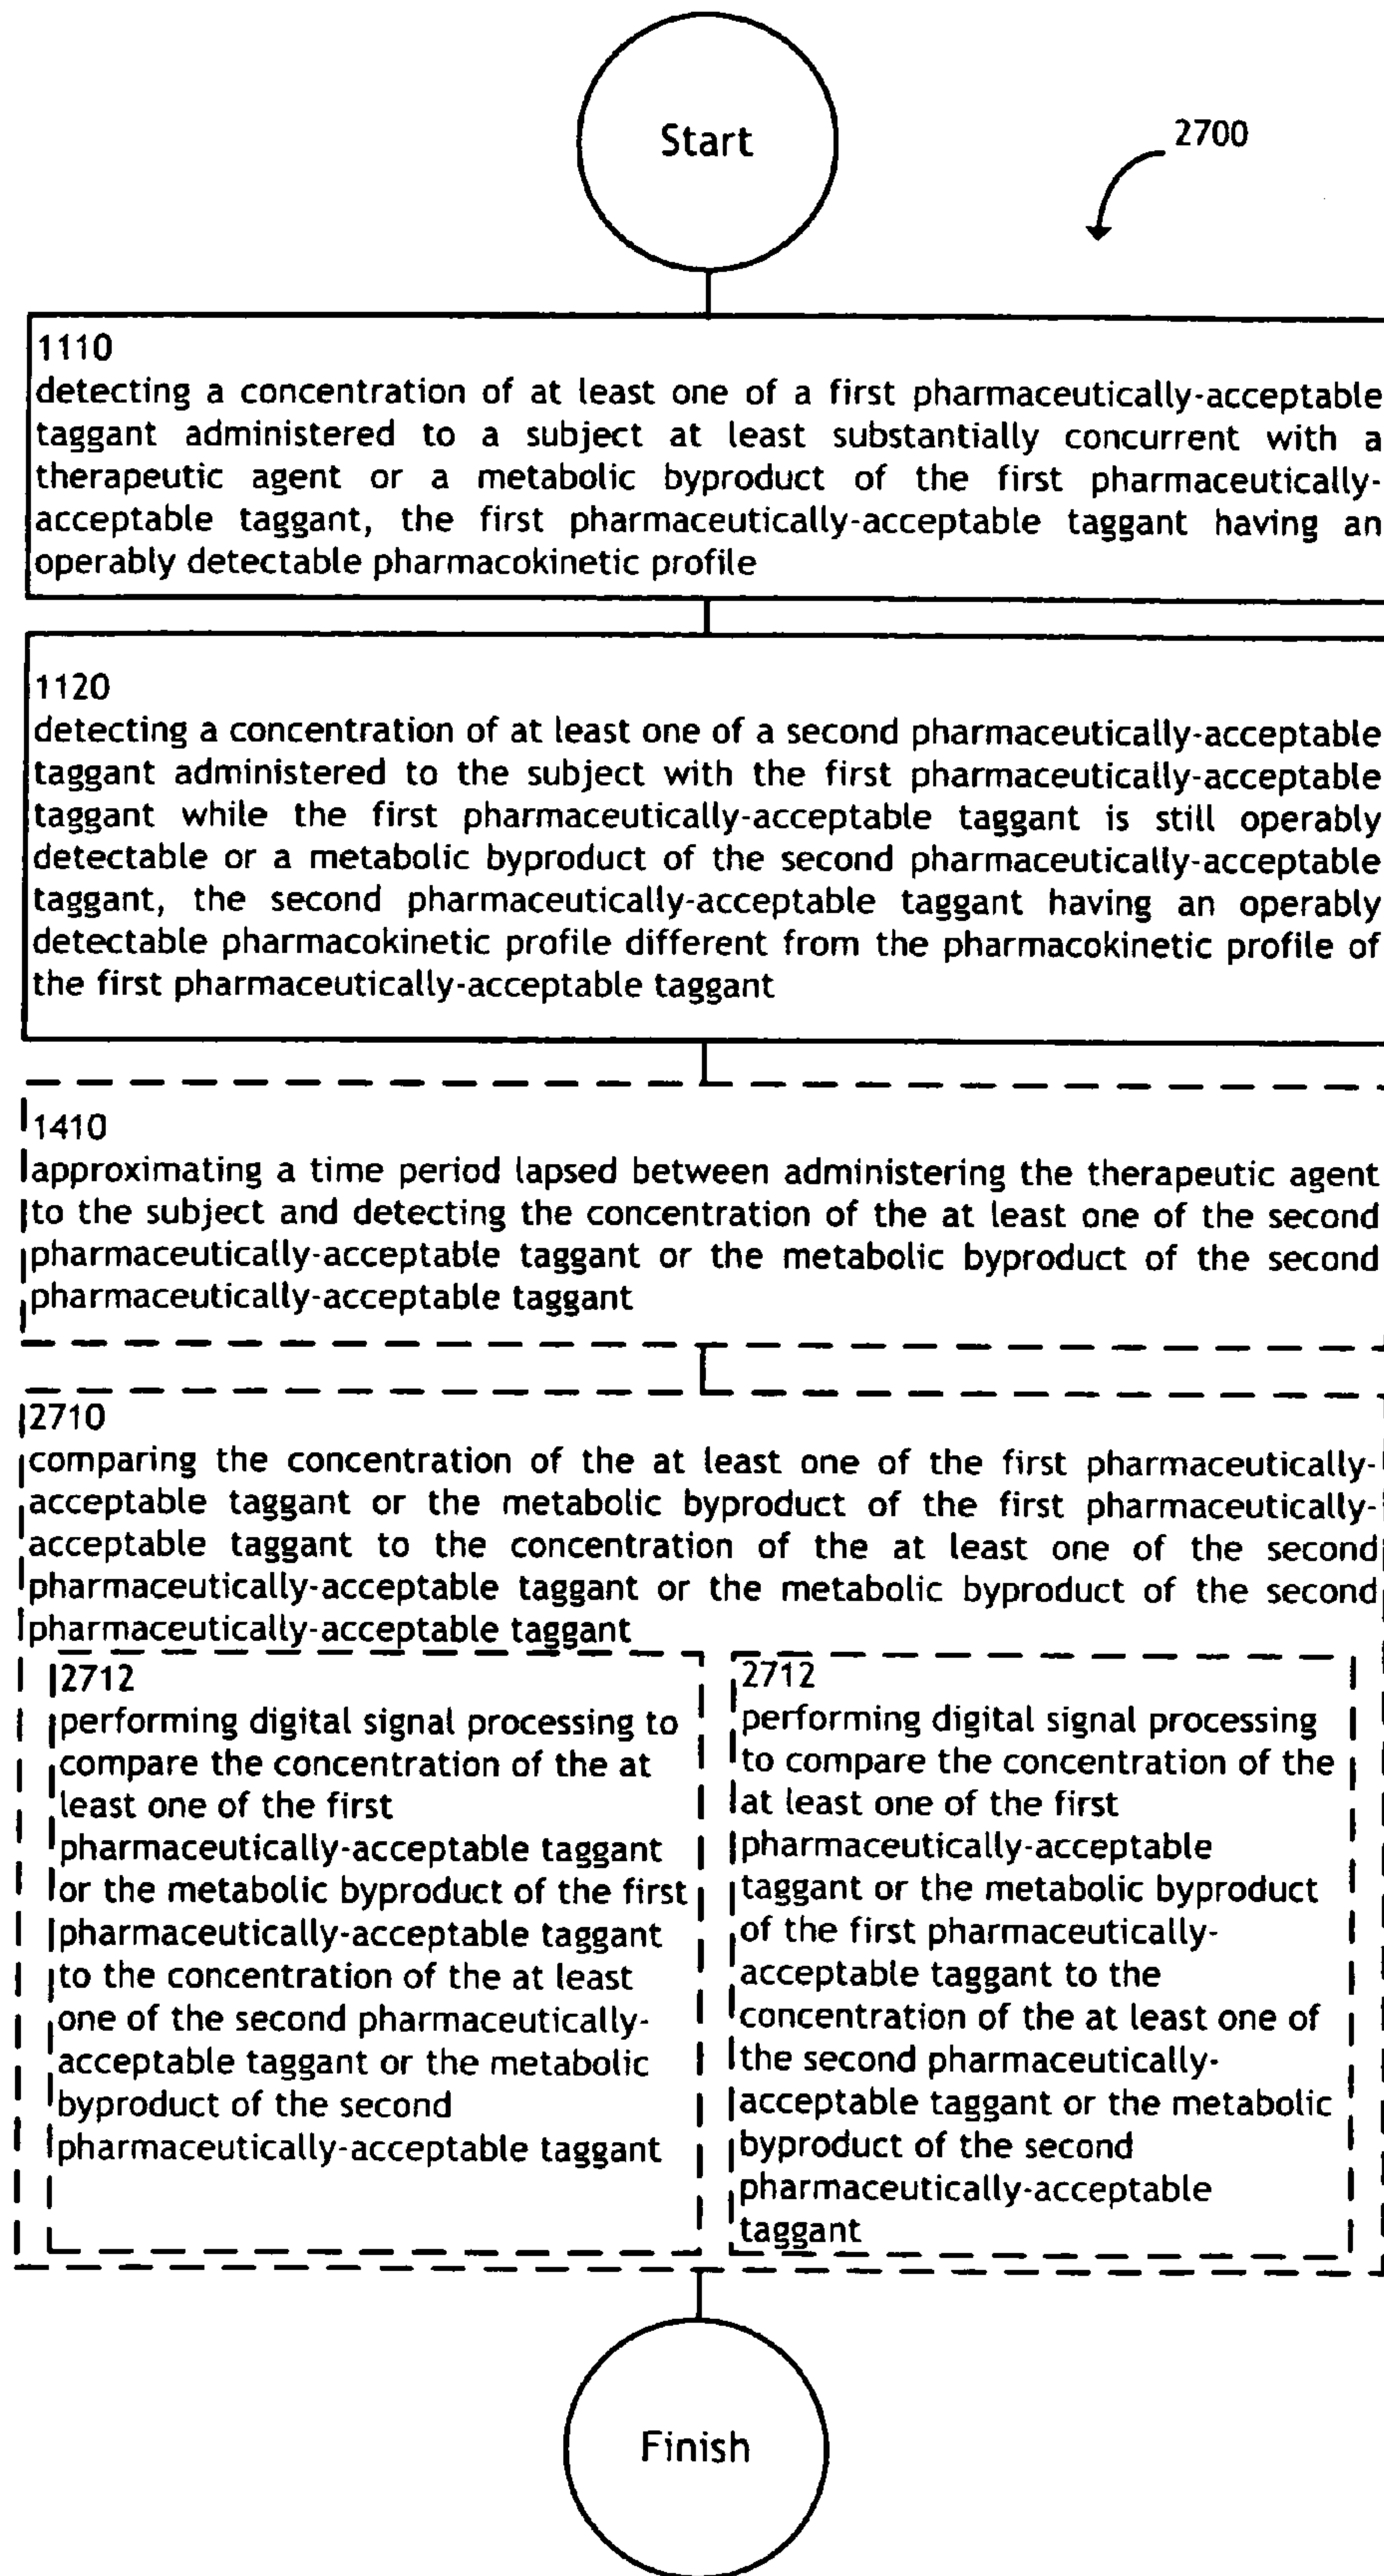 Start
2700
1110
detecting a concentration of at least one of a first pharmaceutically-acceptable
taggant administered to a subject at least substantially concurrent with a
therapeutic agent or a metabolic byproduct of the first pharmaceutically-
acceptable taggant, the first pharmaceutically-acceptable taggant having an
operably detectable pharmacokinetic profile
1120
detecting a concentration of at least one of a second pharmaceutically-acceptable
taggant administered to the subject with the first pharmaceutically-acceptable
taggant while the first pharmaceutically-acceptable taggant is still operably
detectable or a metabolic byproduct of the second pharmaceutically-acceptable
taggant, the second pharmaceutically-acceptable taggant having an operably
detectable pharmacokinetic profile different from the pharmacokinetic profile of
the first pharmaceutically-acceptable taggant
1410
approximating a time period lapsed between administering the therapeutic agent
to the subject and detecting the concentration of the at least one of the second
pharmaceutically-acceptable taggant or the metabolic byproduct of the second
pharmaceutically-acceptable taggant
2710
comparing the concentration of the at least one of the first pharmaceutically-
acceptable taggant or the metabolic byproduct of the first pharmaceutically-
acceptable taggant to the concentration of the at least one of the second
pharmaceutically-acceptable taggant or the metabolic byproduct of the second
pharmaceutically-acceptable taggant
2712
performing digital signal processing to
compare the concentration of the at
least one of the first
pharmaceutically-acceptable taggant
or the metabolic byproduct of the first
pharmaceutically-acceptable taggant
to the concentration of the at least
one of the second pharmaceutically-
acceptable taggant or the metabolic
byproduct of the second
pharmaceutically-acceptable taggant
2712
performing digital signal processing
to compare the concentration of the
at least one of the first
pharmaceutically-acceptable
taggant or the metabolic byproduct
of the first pharmaceutically-
acceptable taggant to the
concentration of the at least one of
the second pharmaceutically-
acceptable taggant or the metabolic
byproduct of the second
pharmaceutically-acceptable
taggant
Finish